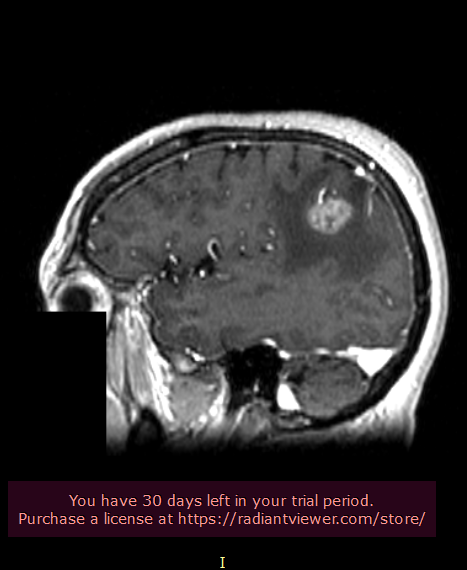 You have 30 days left in your trial period.
Purchase a license at https://radiantviewer.com/store/
I